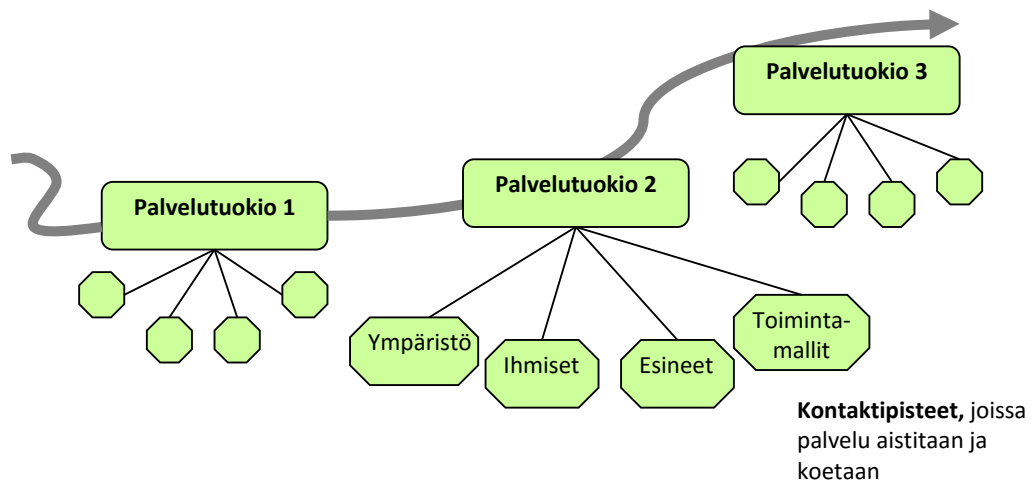 Palvelutuokio 3
Palvelutuokio 2
Palvelutuokio 1
Ympäristö
Ihmiset
Esineet
Toiminta-
mallit
Kontaktipisteet, joissa
palvelu aistitaan ja
koetaan